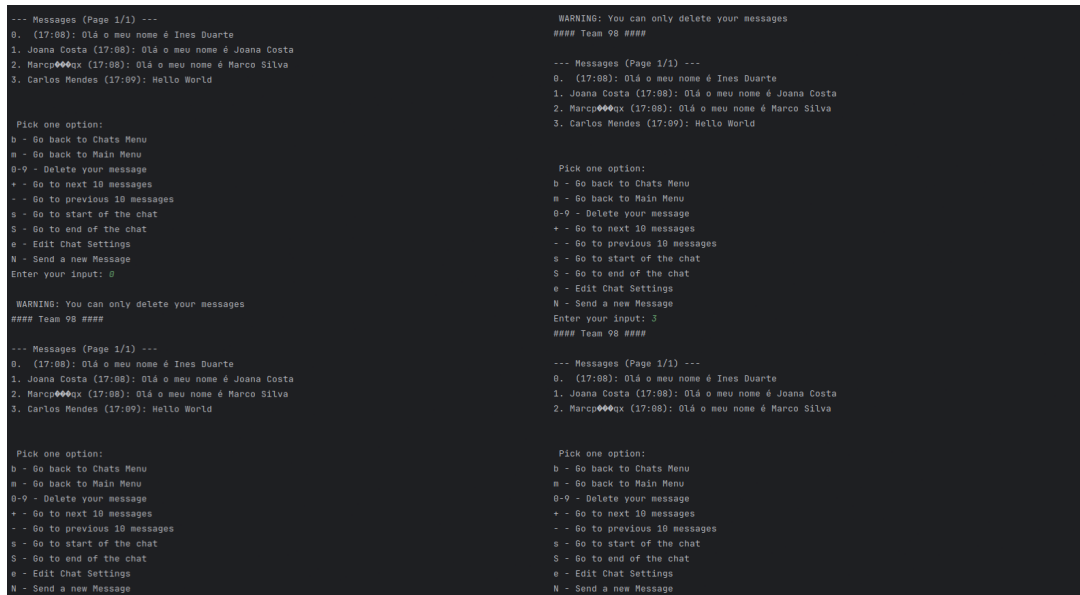 --- Messages (Page 1/1) ---
0.  (17:08): Olá o meu nome é Ines Duarte
1. Joana Costa (17:08): Olá o meu nome é Joana Costa
2. Marcp���qx (17:08): Olá o meu nome é Marco Silva
3. Carlos Mendes (17:09): Hello World
Pick one option:
b - Go back to Chats Menu
m - Go back to Main Menu
0-9 - Delete your message
+ - Go to next 10 messages
- - Go to previous 10 messages
s - Go to start of the chat
S - Go to end of the chat
e - Edit Chat Settings
N - Send a new Message
Enter your input: 0
WARNING: You can only delete your messages
#### Team 98 ####
--- Messages (Page 1/1) ---
0.  (17:08): Olá o meu nome é Ines Duarte
1. Joana Costa (17:08): Olá o meu nome é Joana Costa
2. Marcp���qx (17:08): Olá o meu nome é Marco Silva
3. Carlos Mendes (17:09): Hello World
Pick one option:
b - Go back to Chats Menu
m - Go back to Main Menu
0-9 - Delete your message
+ - Go to next 10 messages
- - Go to previous 10 messages
s - Go to start of the chat
S - Go to end of the chat
e - Edit Chat Settings
N - Send a new Message
WARNING: You can only delete your messages
#### Team 98 ####
--- Messages (Page 1/1) ---
0.  (17:08): Olá o meu nome é Ines Duarte
1. Joana Costa (17:08): Olá o meu nome é Joana Costa
2. Marcp���qx (17:08): Olá o meu nome é Marco Silva
3. Carlos Mendes (17:09): Hello World
Pick one option:
b - Go back to Chats Menu
m - Go back to Main Menu
0-9 - Delete your message
+ - Go to next 10 messages
- - Go to previous 10 messages
s - Go to start of the chat
S - Go to end of the chat
e - Edit Chat Settings
N - Send a new Message
Enter your input: 3
#### Team 98 ####
--- Messages (Page 1/1) ---
0.  (17:08): Olá o meu nome é Ines Duarte
1. Joana Costa (17:08): Olá o meu nome é Joana Costa
2. Marcp���qx (17:08): Olá o meu nome é Marco Silva
Pick one option:
b - Go back to Chats Menu
m - Go back to Main Menu
0-9 - Delete your message
+ - Go to next 10 messages
- - Go to previous 10 messages
s - Go to start of the chat
S - Go to end of the chat
e - Edit Chat Settings
N - Send a new Message